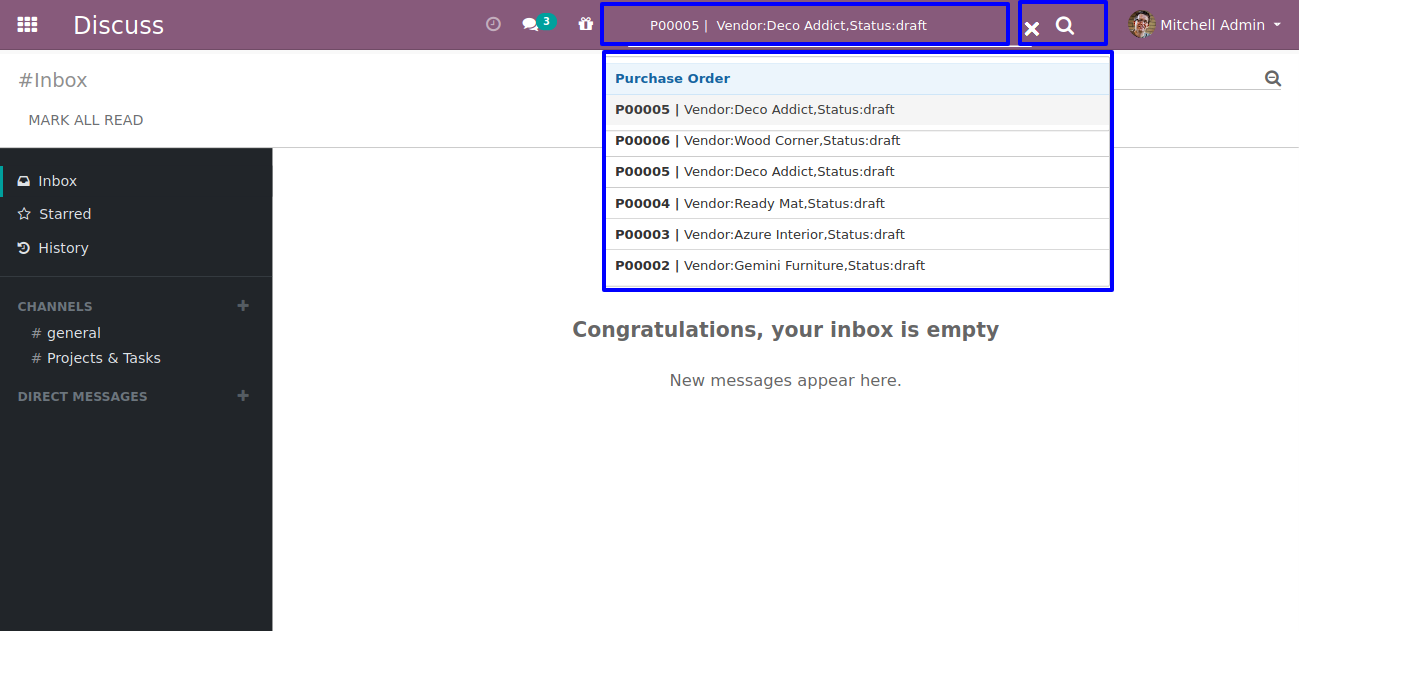 Discuss
3
P00005 | Vendor:Deco Addict,Status:draft
Mitchell Admin
#Inbox
MARK ALL READ
Purchase Order
P00005 | Vendor:Deco Addict,Status:draft
P00006 | Vendor:Wood Corner,Status:draft
P00005 | Vendor:Deco Addict,Status:draft
P00004 | Vendor:Ready Mat,Status:draft
P00003 | Vendor:Azure Interior,Status:draft
P00002 | Vendor:Gemini Furniture,Status:draft
Inbox
Starred
History
CHANNELS
# general
# Projects & Tasks
DIRECT MESSAGES
Congratulations, your inbox is empty
New messages appear here.